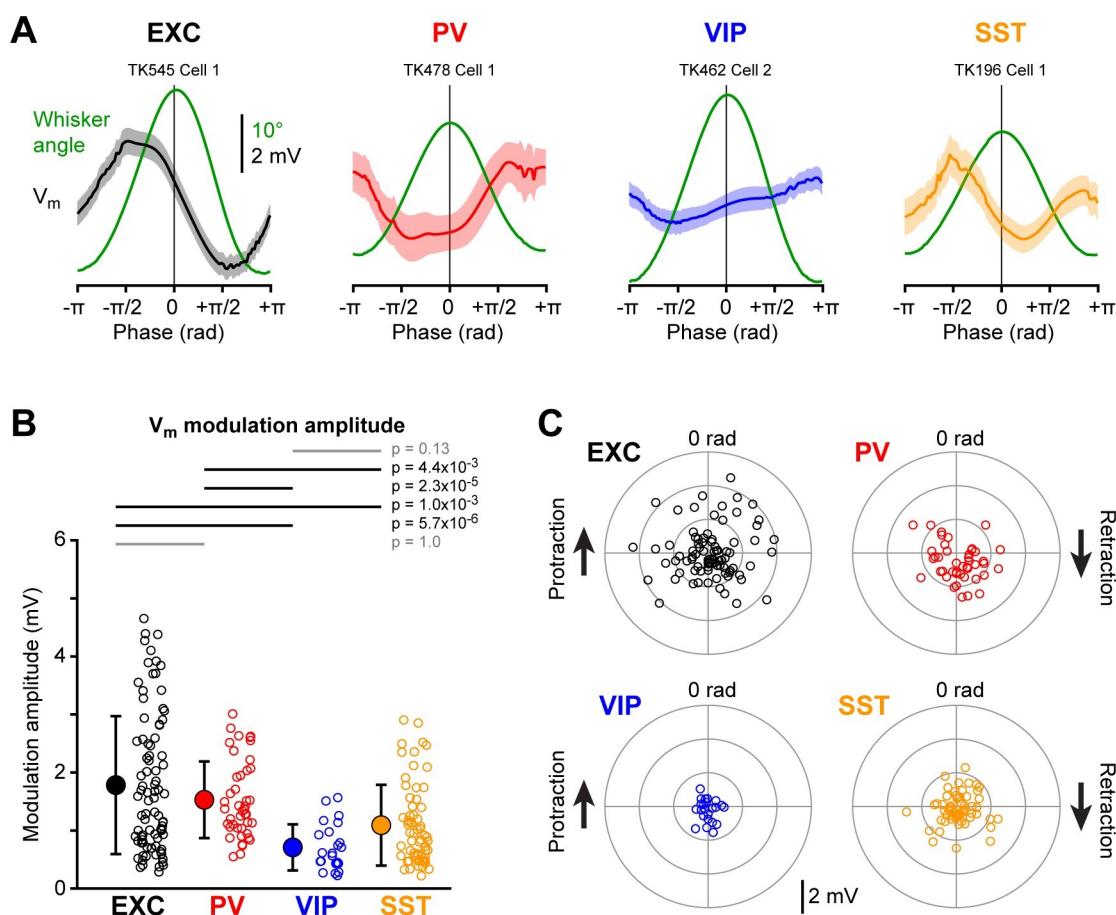 A
EXC
PV
VIP
SST
TK545 Cell 1
TK478 Cell 1
TK462 Cell 2
TK196 Cell 1
Whisker angle
10°
2 mV
Vm
-π -π/2 0 +π/2 +π
Phase (rad)
-π -π/2 0 +π/2 +π
Phase (rad)
-π -π/2 0 +π/2 +π
Phase (rad)
-π -π/2 0 +π/2 +π
Phase (rad)
B
Vm modulation amplitude
p = 0.13
p = 4.4x10-3
p = 2.3x10-5
p = 1.0x10-3
p = 5.7x10-6
p = 1.0
Modulation amplitude (mV)
6
4
2
0
EXC PV VIP SST
C
EXC
0 rad
PV
0 rad
Protraction
Retraction
VIP
0 rad
SST
0 rad
Protraction
Retraction
2 mV